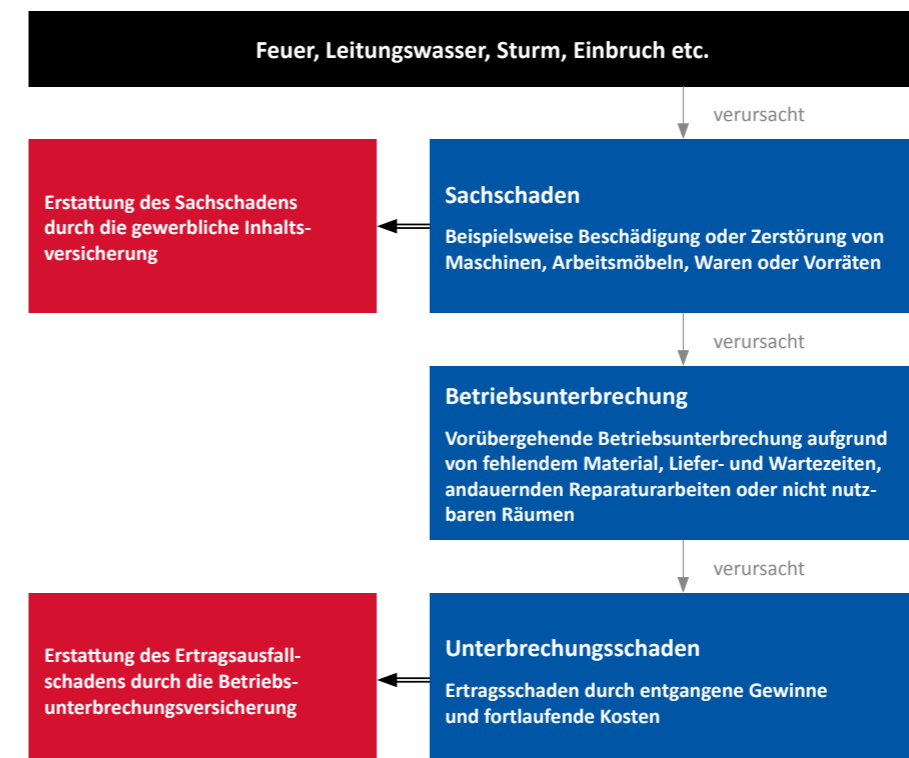 Feuer, Leitungswasser, Sturm, Einbruch etc.
verursacht
Erstattung des Sachschadens
durch die gewerbliche Inhalts-
versicherung
Sachschaden
Beispielsweise Beschädigung oder Zerstörung von
Maschinen, Arbeitsmöbeln, Waren oder Vorräten
verursacht
Betriebsunterbrechung
Vorübergehende Betriebsunterbrechung aufgrund
von fehlendem Material, Liefer- und Wartezeiten,
andauernden Reparaturarbeiten oder nicht nutz-
baren Räumen
verursacht
Erstattung des Ertragsausfall-
schadens durch die Betriebs-
unterbrechungsversicherung
Unterbrechungsschaden
Ertragsschaden durch entgangene Gewinne
und fortlaufende Kosten